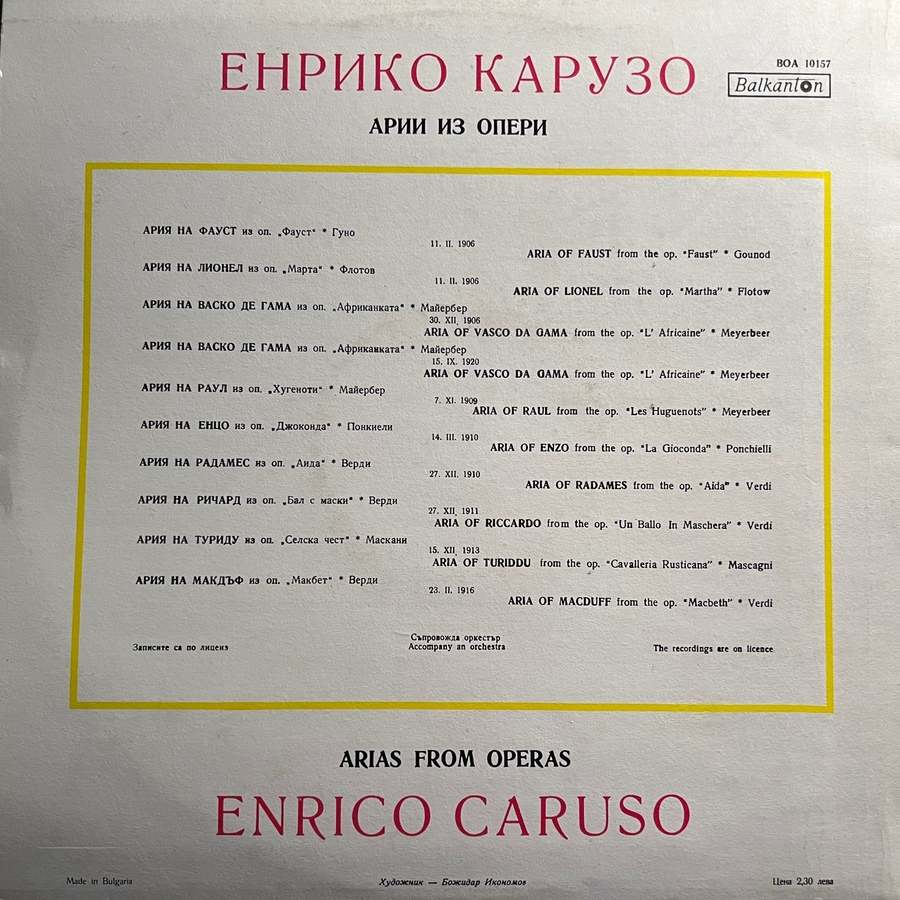 ЕНРИКО КАРУЗО
ВОА 10157
Balkanton
АРИИ ИЗ ОПЕРИ
АРИЯ НА ФАУСТ из оп. „Фауст“ * Гуно
11. II. 1906
ARIA OF FAUST from the op. "Faust" * Gounod
АРИЯ НА ЛИОНЕЛ из оп. „Марта“ * Флотов
11. II. 1906
ARIA OF LIONEL from the op. "Martha" * Flotow
АРИЯ НА ВАСКО ДЕ ГАМА из оп. „Африканката“ * Майербер
30. XII. 1906
ARIA OF VASCO DA GAMA from the op. "L' Africaine" * Meyerbeer
АРИЯ НА ВАСКО ДЕ ГАМА из оп. „Африканката“ * Майербер
15. IX. 1920
ARIA OF VASCO DA GAMA from the op. "L' Africaine" * Meyerbeer
АРИЯ НА РАУЛ из оп. „Хугеноти“ * Майербер
7. XI. 1909
ARIA OF RAUL from the op. "Les Huguenots" * Meyerbeer
АРИЯ НА ЕНЦО из оп. „Джоконда“ * Понкиели
14. III. 1910
ARIA OF ENZO from the op. "La Gioconda" * Ponchielli
АРИЯ НА РАДАМЕС из оп. „Аида“ * Верди
27. XII. 1910
ARIA OF RADAMES from the op. "Aida" * Verdi
АРИЯ НА РИЧАРД из оп. „Бал с маски“ * Верди
27. XII. 1911
ARIA OF RICCARDO from the op. "Un Ballo In Maschera" * Verdi
АРИЯ НА ТУРИДУ из оп. „Селска чест“ * Маскани
15. XII. 1913
ARIA OF TURIDDU from the op. "Cavalleria Rusticana" * Mascagni
АРИЯ НА МАКДЪФ из оп. „Макбет“ * Верди
23. II. 1916
ARIA OF MACDUFF from the op. "Macbeth" * Verdi
Записите са по лиценз
Съпровожда оркестър
Accompany an orchestra
The recordings are on licence
ARIAS FROM OPERAS
ENRICO CARUSO
Made in Bulgaria
Художник — Божидар Икономов
Цена 2,30 лева